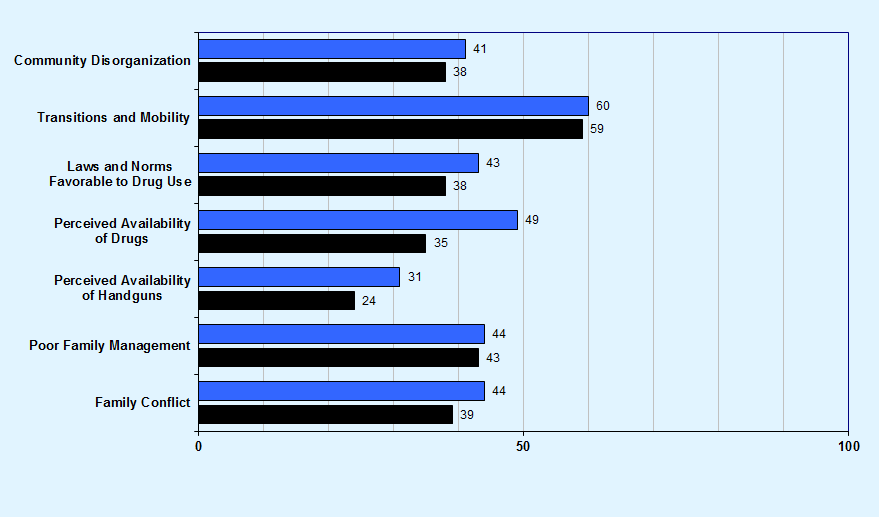 Community Disorganization
41
38
Transitions and Mobility
60
59
Laws and Norms
Favorable to Drug Use
43
38
Perceived Availability
of Drugs
49
35
Perceived Availability
of Handguns
31
24
Poor Family Management
44
43
Family Conflict
44
39
0
50
100